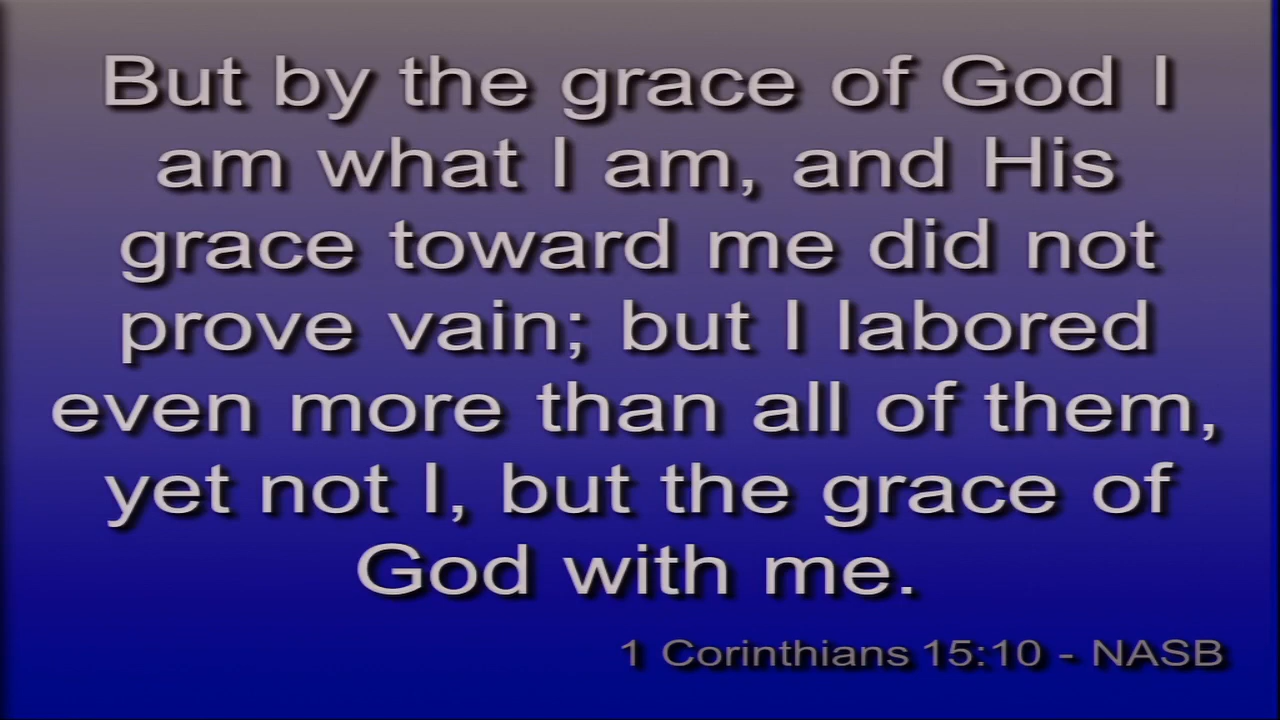 But by the grace of God I
am what I am, and His
grace toward me did not
prove vain; but I labored
even more than all of them,
yet not I, but the grace of
God with me.
1 Corinthians 15:10 - NASB